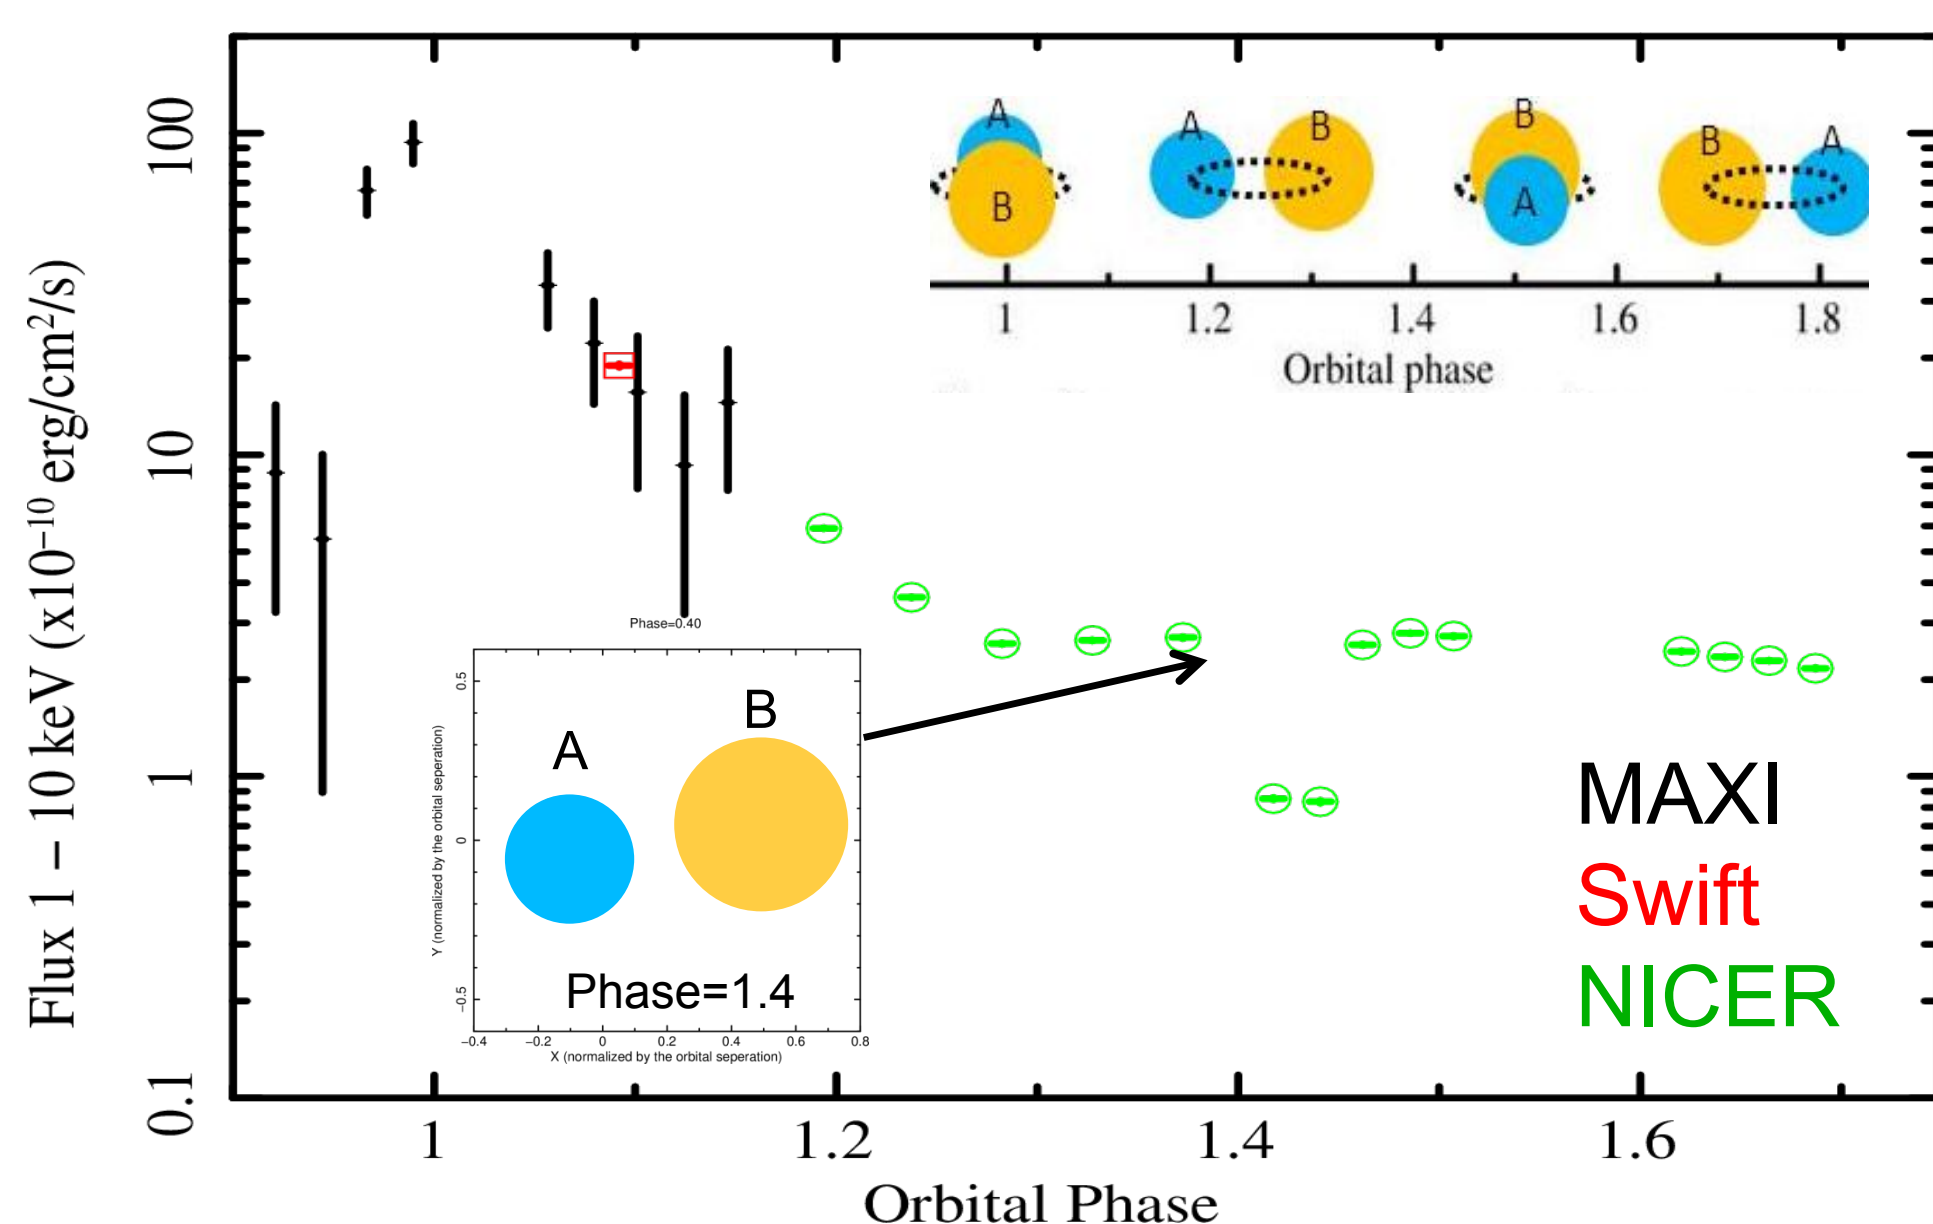 Flux 1 – 10 keV (x10⁻¹⁰ erg/cm²/s)
100
10
1
0.1
A
B
A
B
B
A
B
A
1
1.2
1.4
1.6
1.8
Orbital phase
Phase=0.40
Y (normalized by the orbital seperation)
0.5
0
−0.5
A
B
Phase=1.4
−0.4
−0.2
0
0.2
0.4
0.6
0.8
X (normalized by the orbital seperation)
MAXI
Swift
NICER
1
1.2
1.4
1.6
Orbital Phase